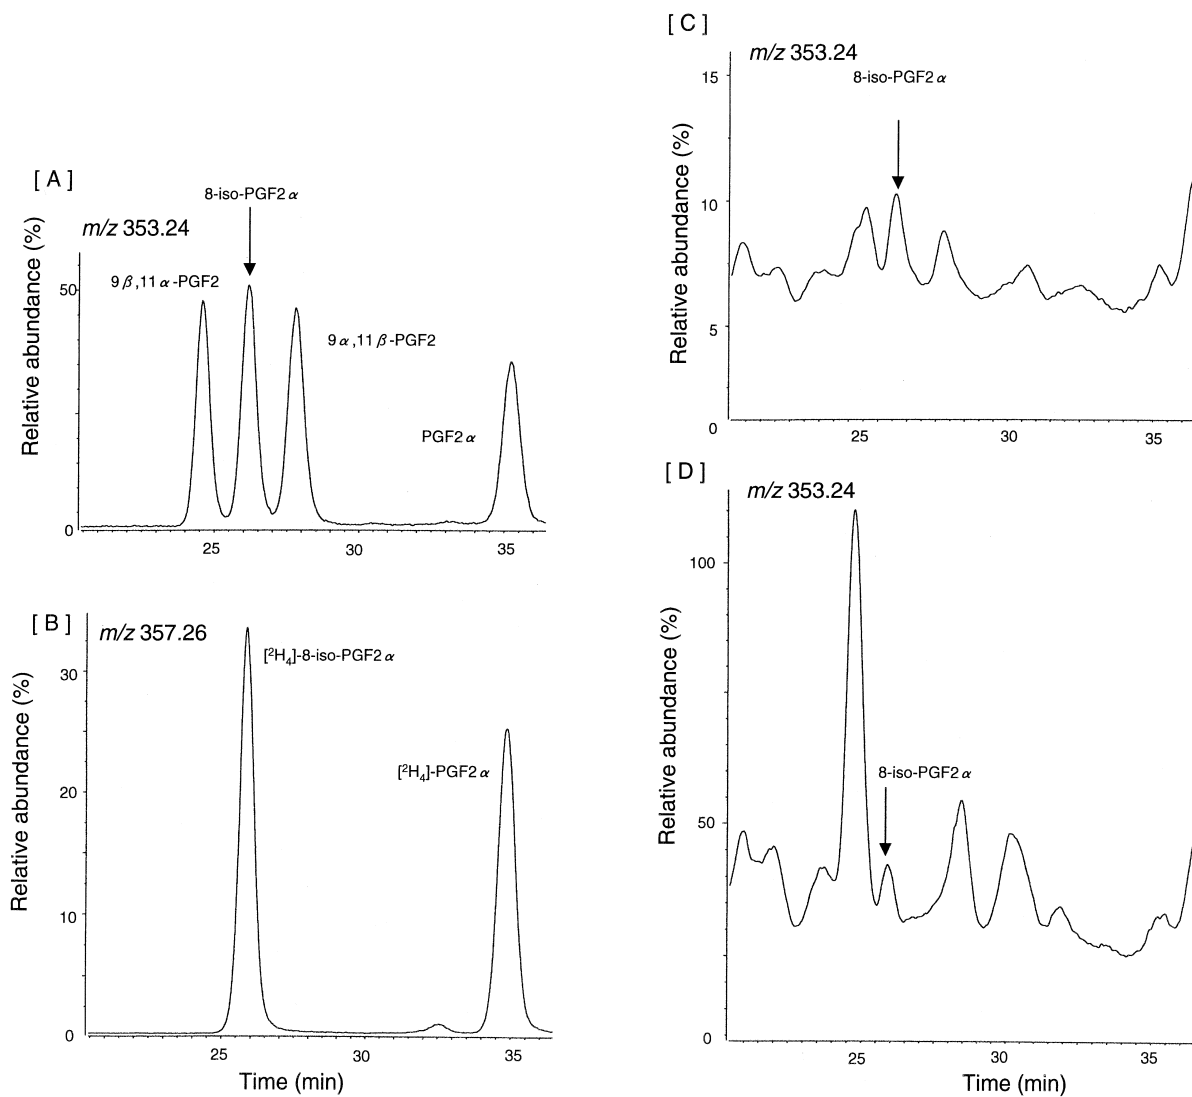 [ A ]
8-iso-PGF2α
m/z 353.24
9β,11α-PGF2
9α,11β-PGF2
PGF2α
Relative abundance (%)
50
0
25
30
35
[ B ]
m/z 357.26
[²H₄]-8-iso-PGF2α
[²H₄]-PGF2α
Relative abundance (%)
30
20
10
0
25
30
35
Time (min)
[ C ]
m/z 353.24
8-iso-PGF2α
Relative abundance (%)
15
10
5
0
25
30
35
[ D ]
m/z 353.24
8-iso-PGF2α
Relative abundance (%)
100
50
0
25
30
35
Time (min)